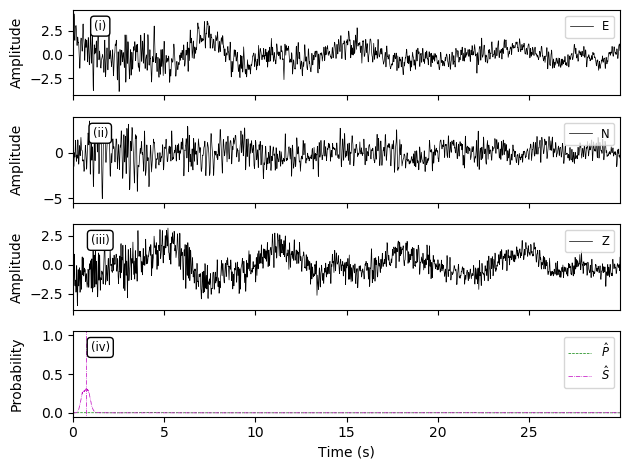 Amplitude
2.5
0.0
−2.5
(i)
E
Amplitude
0
−5
(ii)
N
Amplitude
2.5
0.0
−2.5
(iii)
Z
Probability
1.0
0.5
0.0
(iv)
P̂
Ŝ
0 5 10 15 20 25
Time (s)